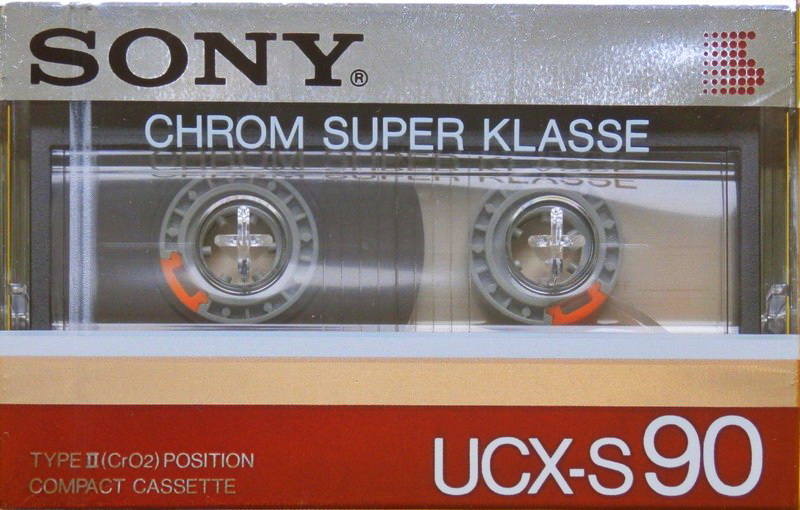 SONY®
CHROM SUPER KLASSE
TYPE II (CrO2) POSITION
COMPACT CASSETTE
UCX-S 90